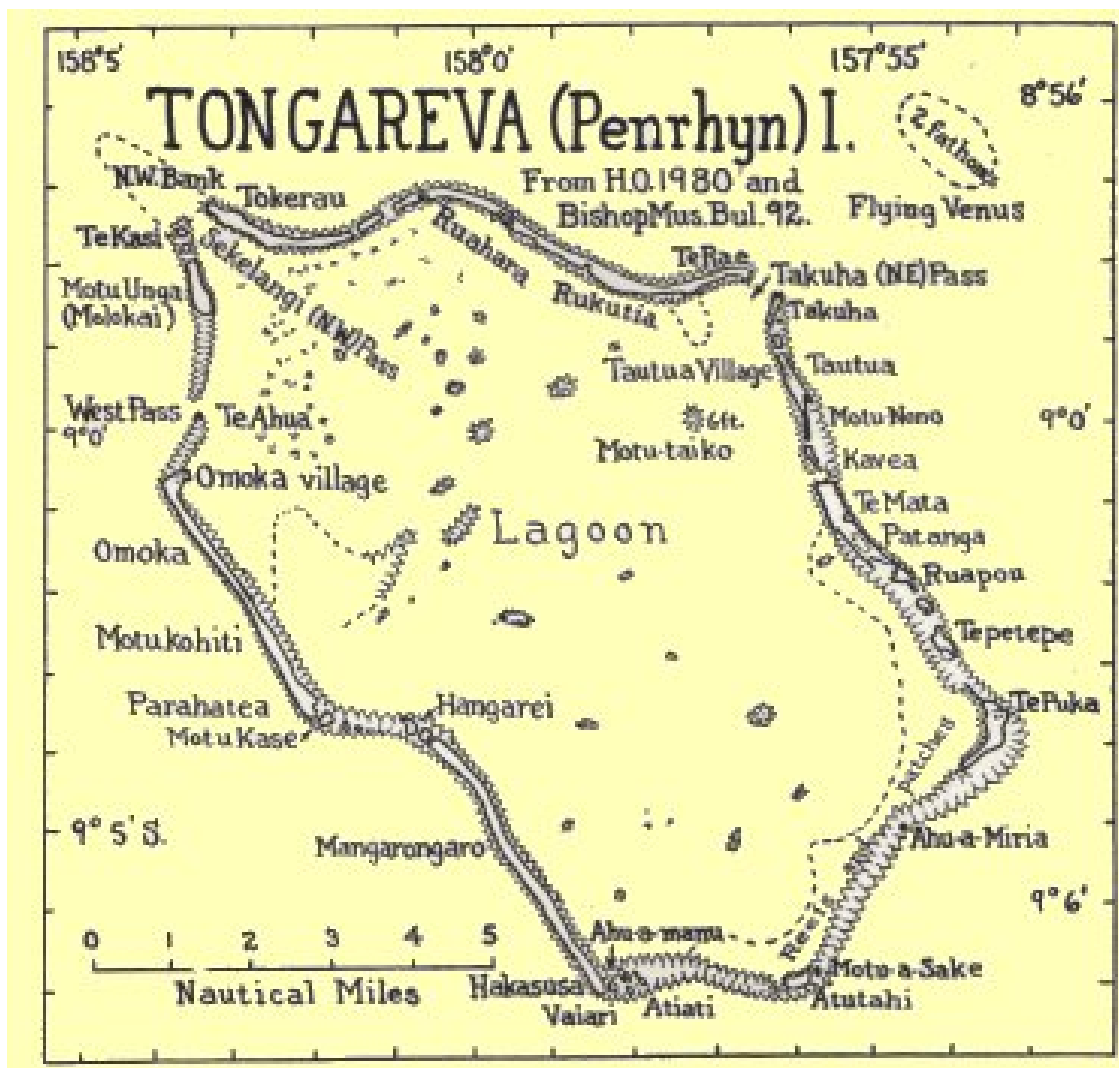 158°5'
158°0'
157°55'
8°56'
TONGAREVA (Penrhyn) I.
2 fathoms
From H.O.1980 and
Bishop Mus. Bul. 92.
Flying Venus
N.W. Bank
Tokerau
Te Kasi
Sekelangi (NW) Pass
Ruahara
Te Rae
Takuha (NE) Pass
Motu Unga
(Molokai)
Rukutia
Takuha
Tautua Village
Tautua
West Pass
9°0'
Te Ahua
6ft.
Motu Nono
9°0'
Motu-taiko
Kavea
Omoka village
Te Mata
Lagoon
Patanga
Omoka
Ruapou
Motukohiti
Tepetepe
Parahatea
Hangarei
Te Puka
Motu Kase
patches
9°5' S.
Mangarongaro
Ahu-a-Miria
9°6'
0 1 2 3 4 5
Nautical Miles
Ahu-a-manu
Reefs
Hakasusa
Motu-a-Sake
Vaiari
Atiati
Atutahi